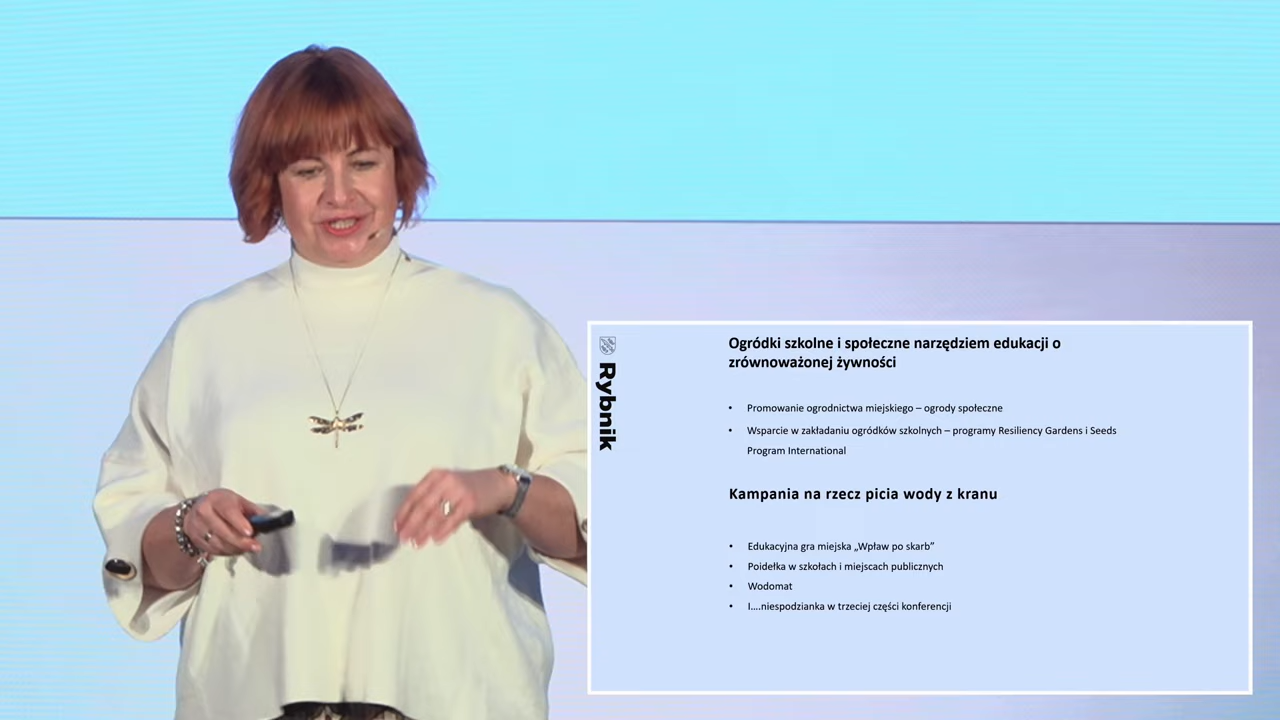 Rybnik
Ogródki szkolne i społeczne narzędziem edukacji o
zrównoważonej żywności
• Promowanie ogrodnictwa miejskiego – ogrody społeczne
• Wsparcie w zakładaniu ogródków szkolnych – programy Resiliency Gardens i Seeds
Program International
Kampania na rzecz picia wody z kranu
• Edukacyjna gra miejska „Wpław po skarb”
• Poidełka w szkołach i miejscach publicznych
• Wodomat
• I....niespodzianka w trzeciej części konferencji